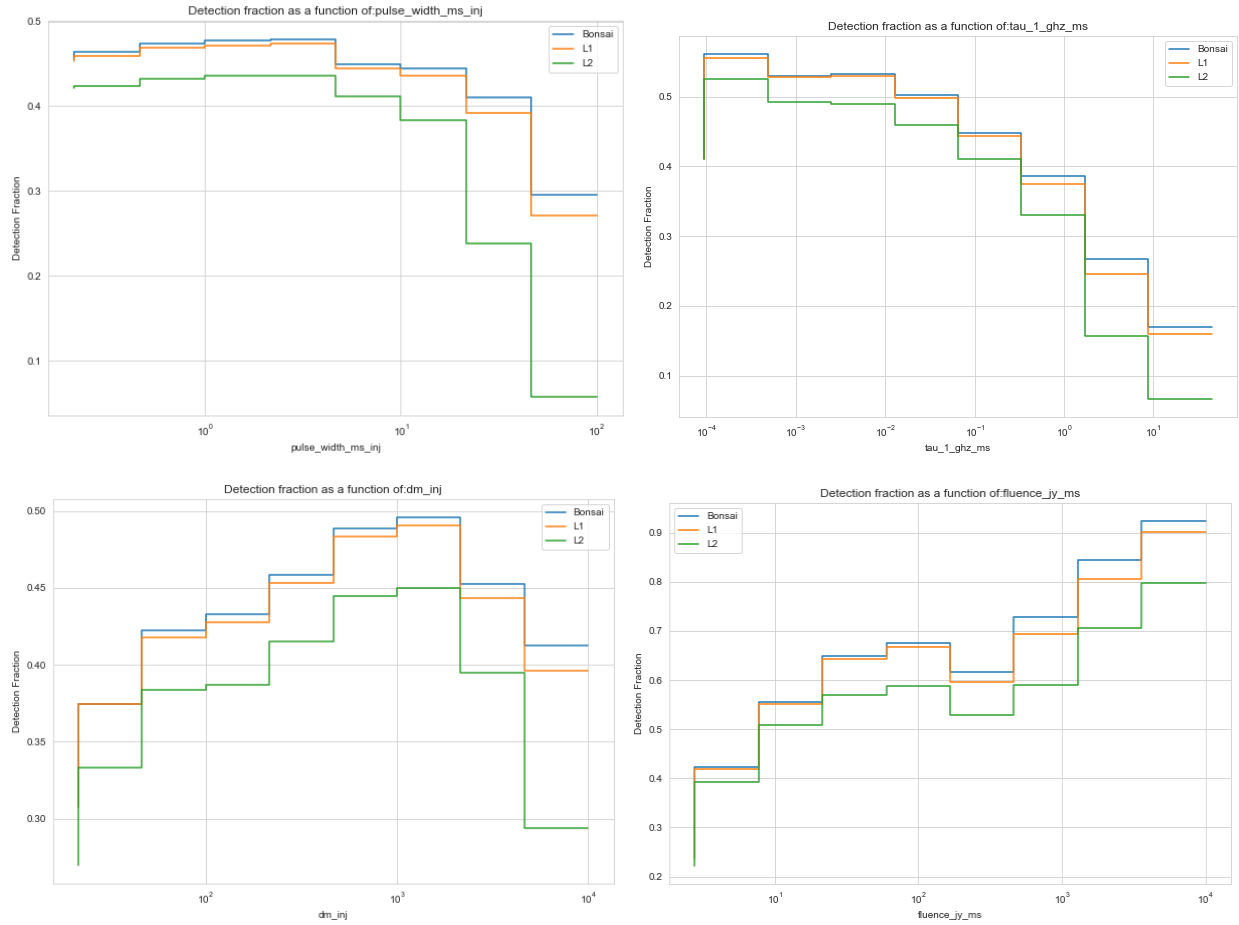 Detection fraction as a function of:pulse_width_ms_inj
0.5
0.4
0.3
0.2
0.1
Detection Fraction
Bonsai
L1
L2
10⁰
10¹
10²
pulse_width_ms_inj
Detection fraction as a function of:tau_1_ghz_ms
0.5
0.4
0.3
0.2
0.1
Detection Fraction
Bonsai
L1
L2
10⁻⁴
10⁻³
10⁻²
10⁻¹
10⁰
10¹
tau_1_ghz_ms
Detection fraction as a function of:dm_inj
0.50
0.45
0.40
0.35
0.30
Detection Fraction
Bonsai
L1
L2
10²
10³
10⁴
dm_inj
Detection fraction as a function of:fluence_jy_ms
0.9
0.8
0.7
0.6
0.5
0.4
0.3
0.2
Detection Fraction
Bonsai
L1
L2
10¹
10²
10³
10⁴
fluence_jy_ms